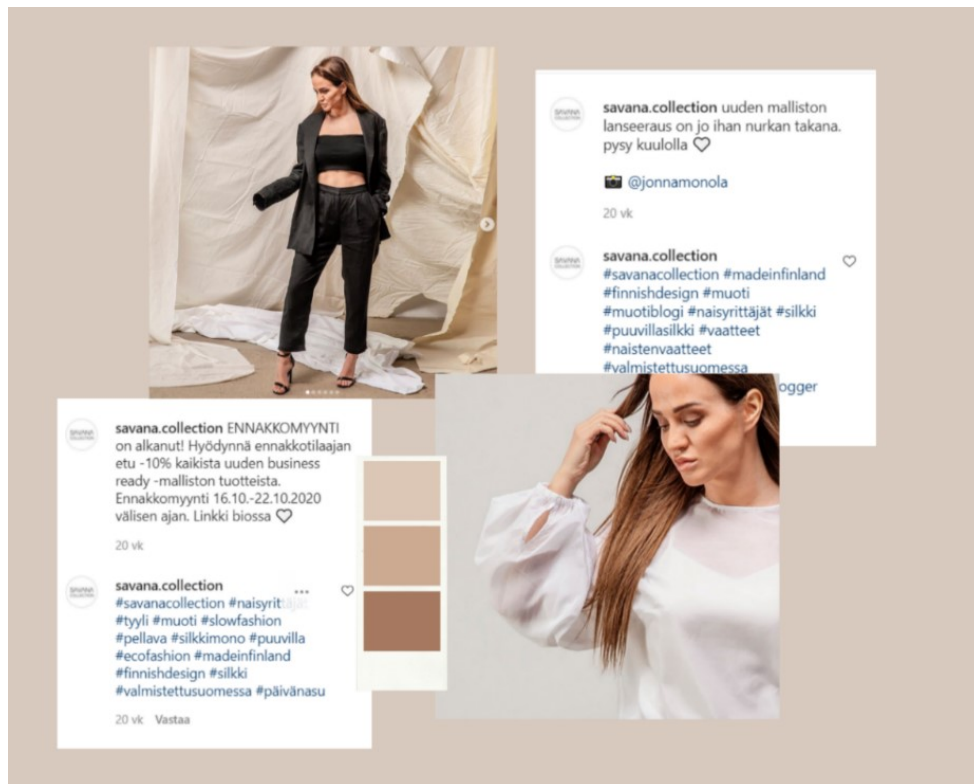 savana.collection uuden malliston
lanseeraus on jo ihan nurkan takana.
pysy kuulolla
@jonnamonola
20 vk
SAVANA
COLLECTION
savana.collection
#savanacollection #madeinfinland
#finnishdesign #muoti
#muotiblogi #naisyrittäjät #silkki
#puuvillasilkki #vaatteet
#naistenvaatteet
#valmistettusuomessa
ogger
savana.collection ENNAKKOMYYNTI
on alkanut! Hyödynnä ennakkotilaajan
etu -10% kaikista uuden business
ready -malliston tuotteista.
Ennakkomyynti 16.10.-22.10.2020
välisen ajan. Linkki biossa
20 vk
savana.collection
#savanacollection #naisyrittäjät
#tyyli #muoti #slowfashion
#pellava #silkkimono #puuvilla
#ecofashion #madeinfinland
#finnishdesign #silkki
#valmistettusuomessa #päivänasu
20 vk Vastaa